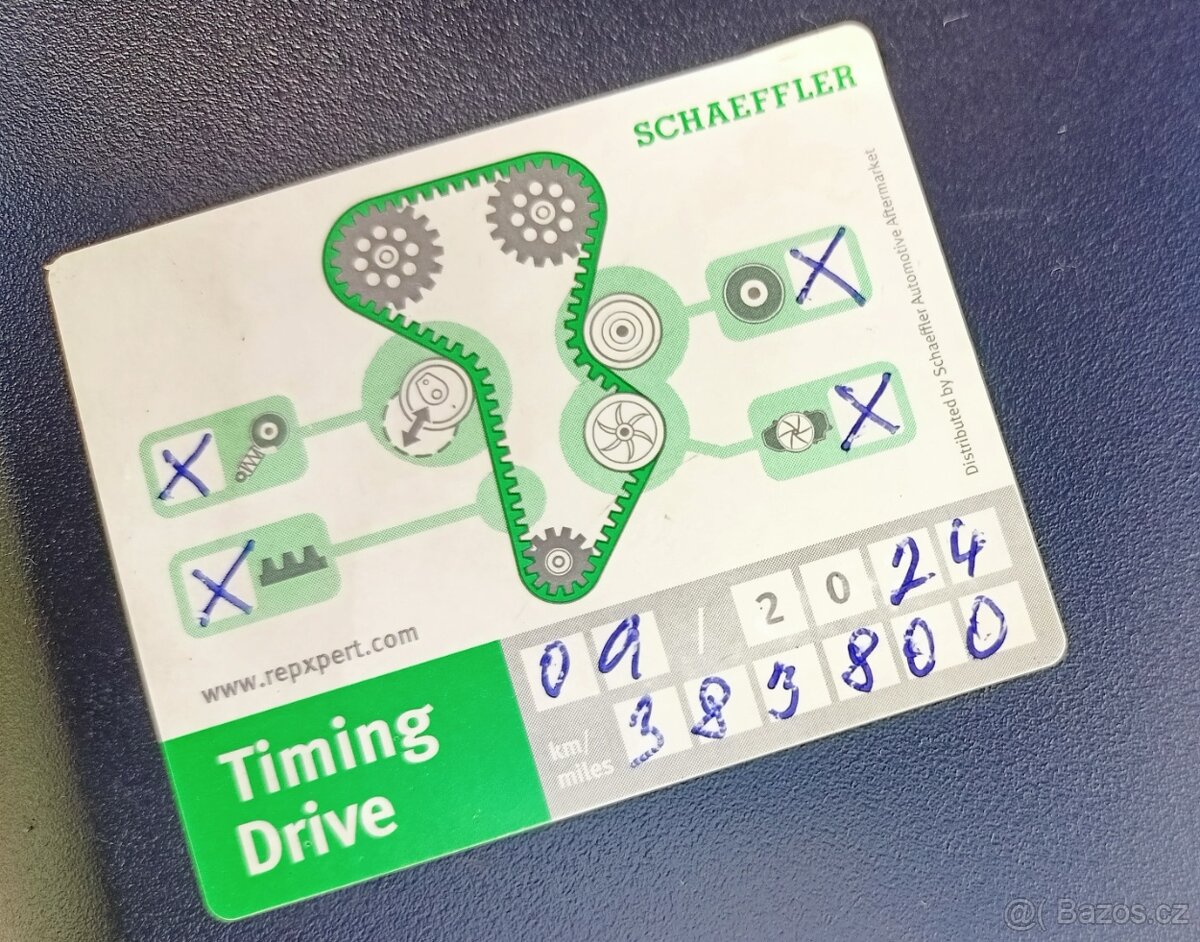 SCHAEFFLER
Distributed by Schaeffler Automotive Aftermarket
X
X
X
X
www.repxpert.com
Timing
Drive
09 / 2024
km/
miles
383800
@( Bazos.cz